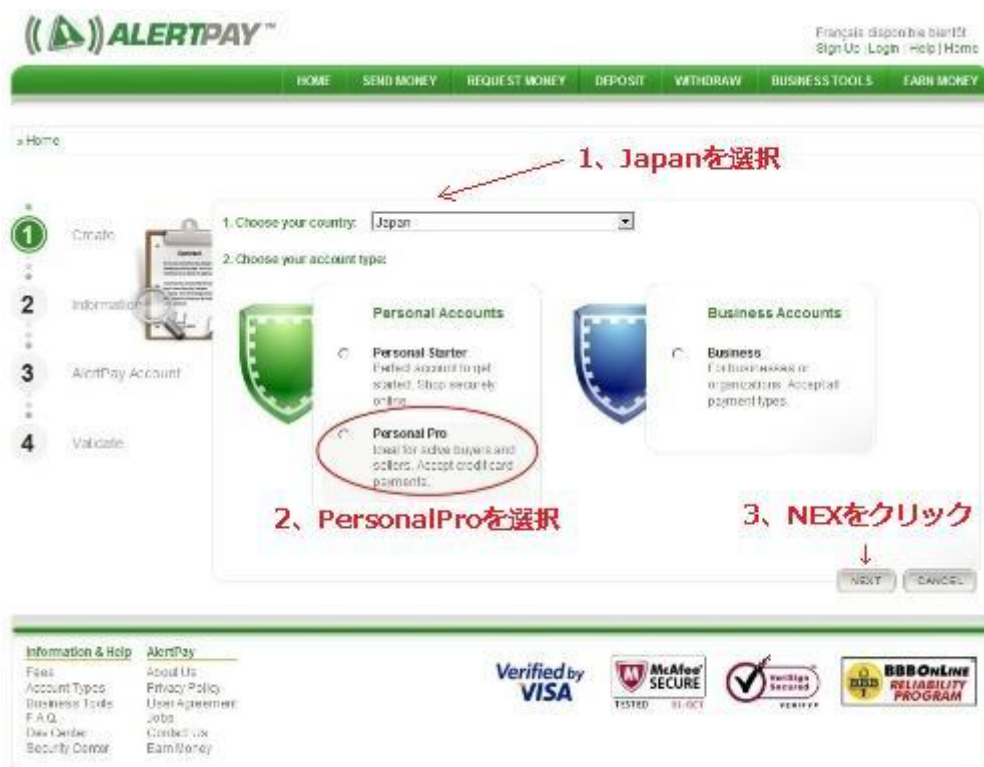 ALERTPAY™
Français disponible bientôt
Sign Up | Login | Help | Home
HOME SEND MONEY REQUEST MONEY DEPOSIT WITHDRAW BUSINESS TOOLS EARN MONEY
» Home
1、Japanを選択
1. Choose your country: Japan
1 Create
2. Choose your account type:
2 Information
Personal Accounts
Business Accounts
Personal Starter
Perfect account to get
started. Shop securely
online.
Business
For businesses or
organizations. Accept all
payment types.
3 AlertPay Account
Personal Pro
Ideal for active buyers and
sellers. Accept credit card
payments.
4 Validate
2、PersonalProを選択
3、NEXをクリック
NEXT CANCEL
Information & Help AlertPay
Fees About Us
Account Types Privacy Policy
Business Tools User Agreement
F.A.Q. Jobs
Dev Center Contact Us
Security Center Earn Money
Verified by
VISA
McAfee
SECURE
TESTED 01-OCT
VeriSign
Secured
VERIFY
BBB
BBBONLINE
RELIABILITY
PROGRAM